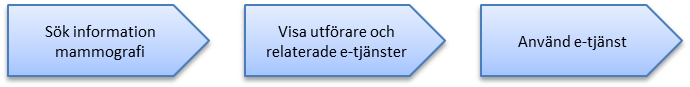 Sök information
mammografi
Visa utförare och
relaterade e-tjänster
Använd e-tjänst